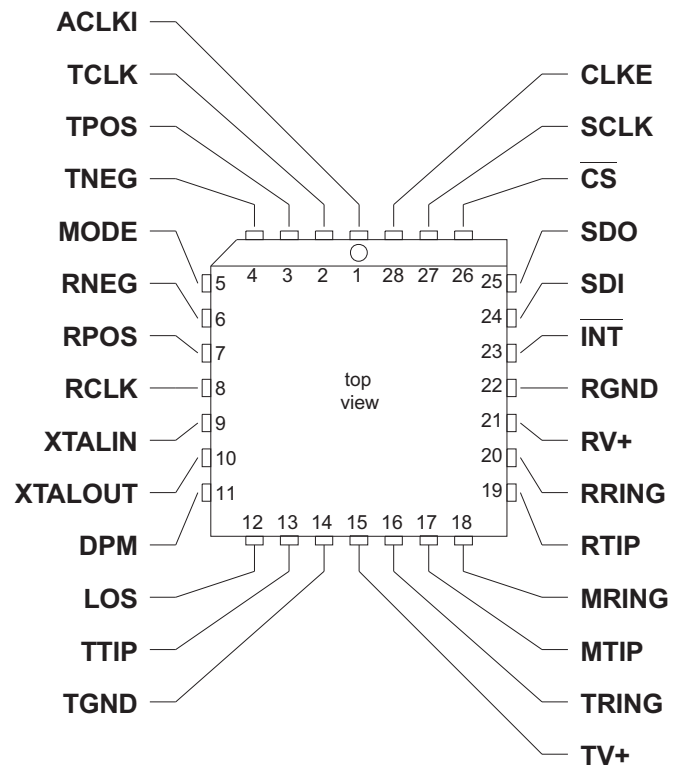 ACLKI
TCLK
TPOS
TNEG
MODE
RNEG
RPOS
RCLK
XTALIN
XTALOUT
DPM
LOS
TTIP
TGND
CLKE
SCLK
C̅S̅
SDO
SDI
I̅N̅T̅
RGND
RV+
RRING
RTIP
MRING
MTIP
TRING
TV+
4 3 2 1 28 27 26
5
6
7
8
9
10
11
25
24
23
22
21
20
19
12 13 14 15 16 17 18
top
view